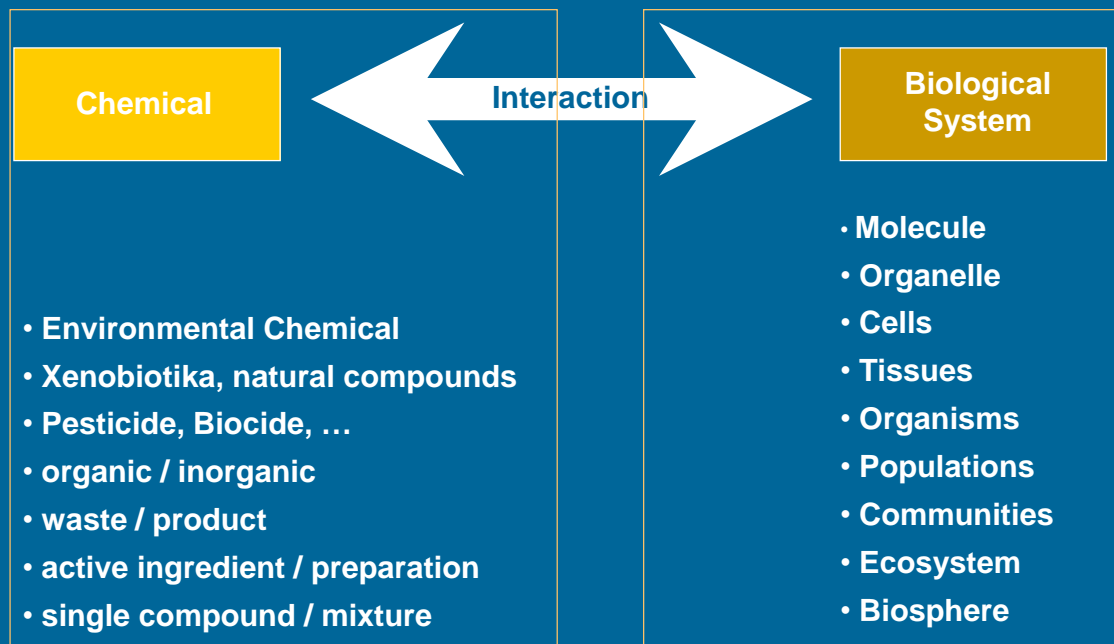 Chemical
Interaction
Biological
System
• Environmental Chemical
• Xenobiotika, natural compounds
• Pesticide, Biocide, …
• organic / inorganic
• waste / product
• active ingredient / preparation
• single compound / mixture
• Molecule
• Organelle
• Cells
• Tissues
• Organisms
• Populations
• Communities
• Ecosystem
• Biosphere